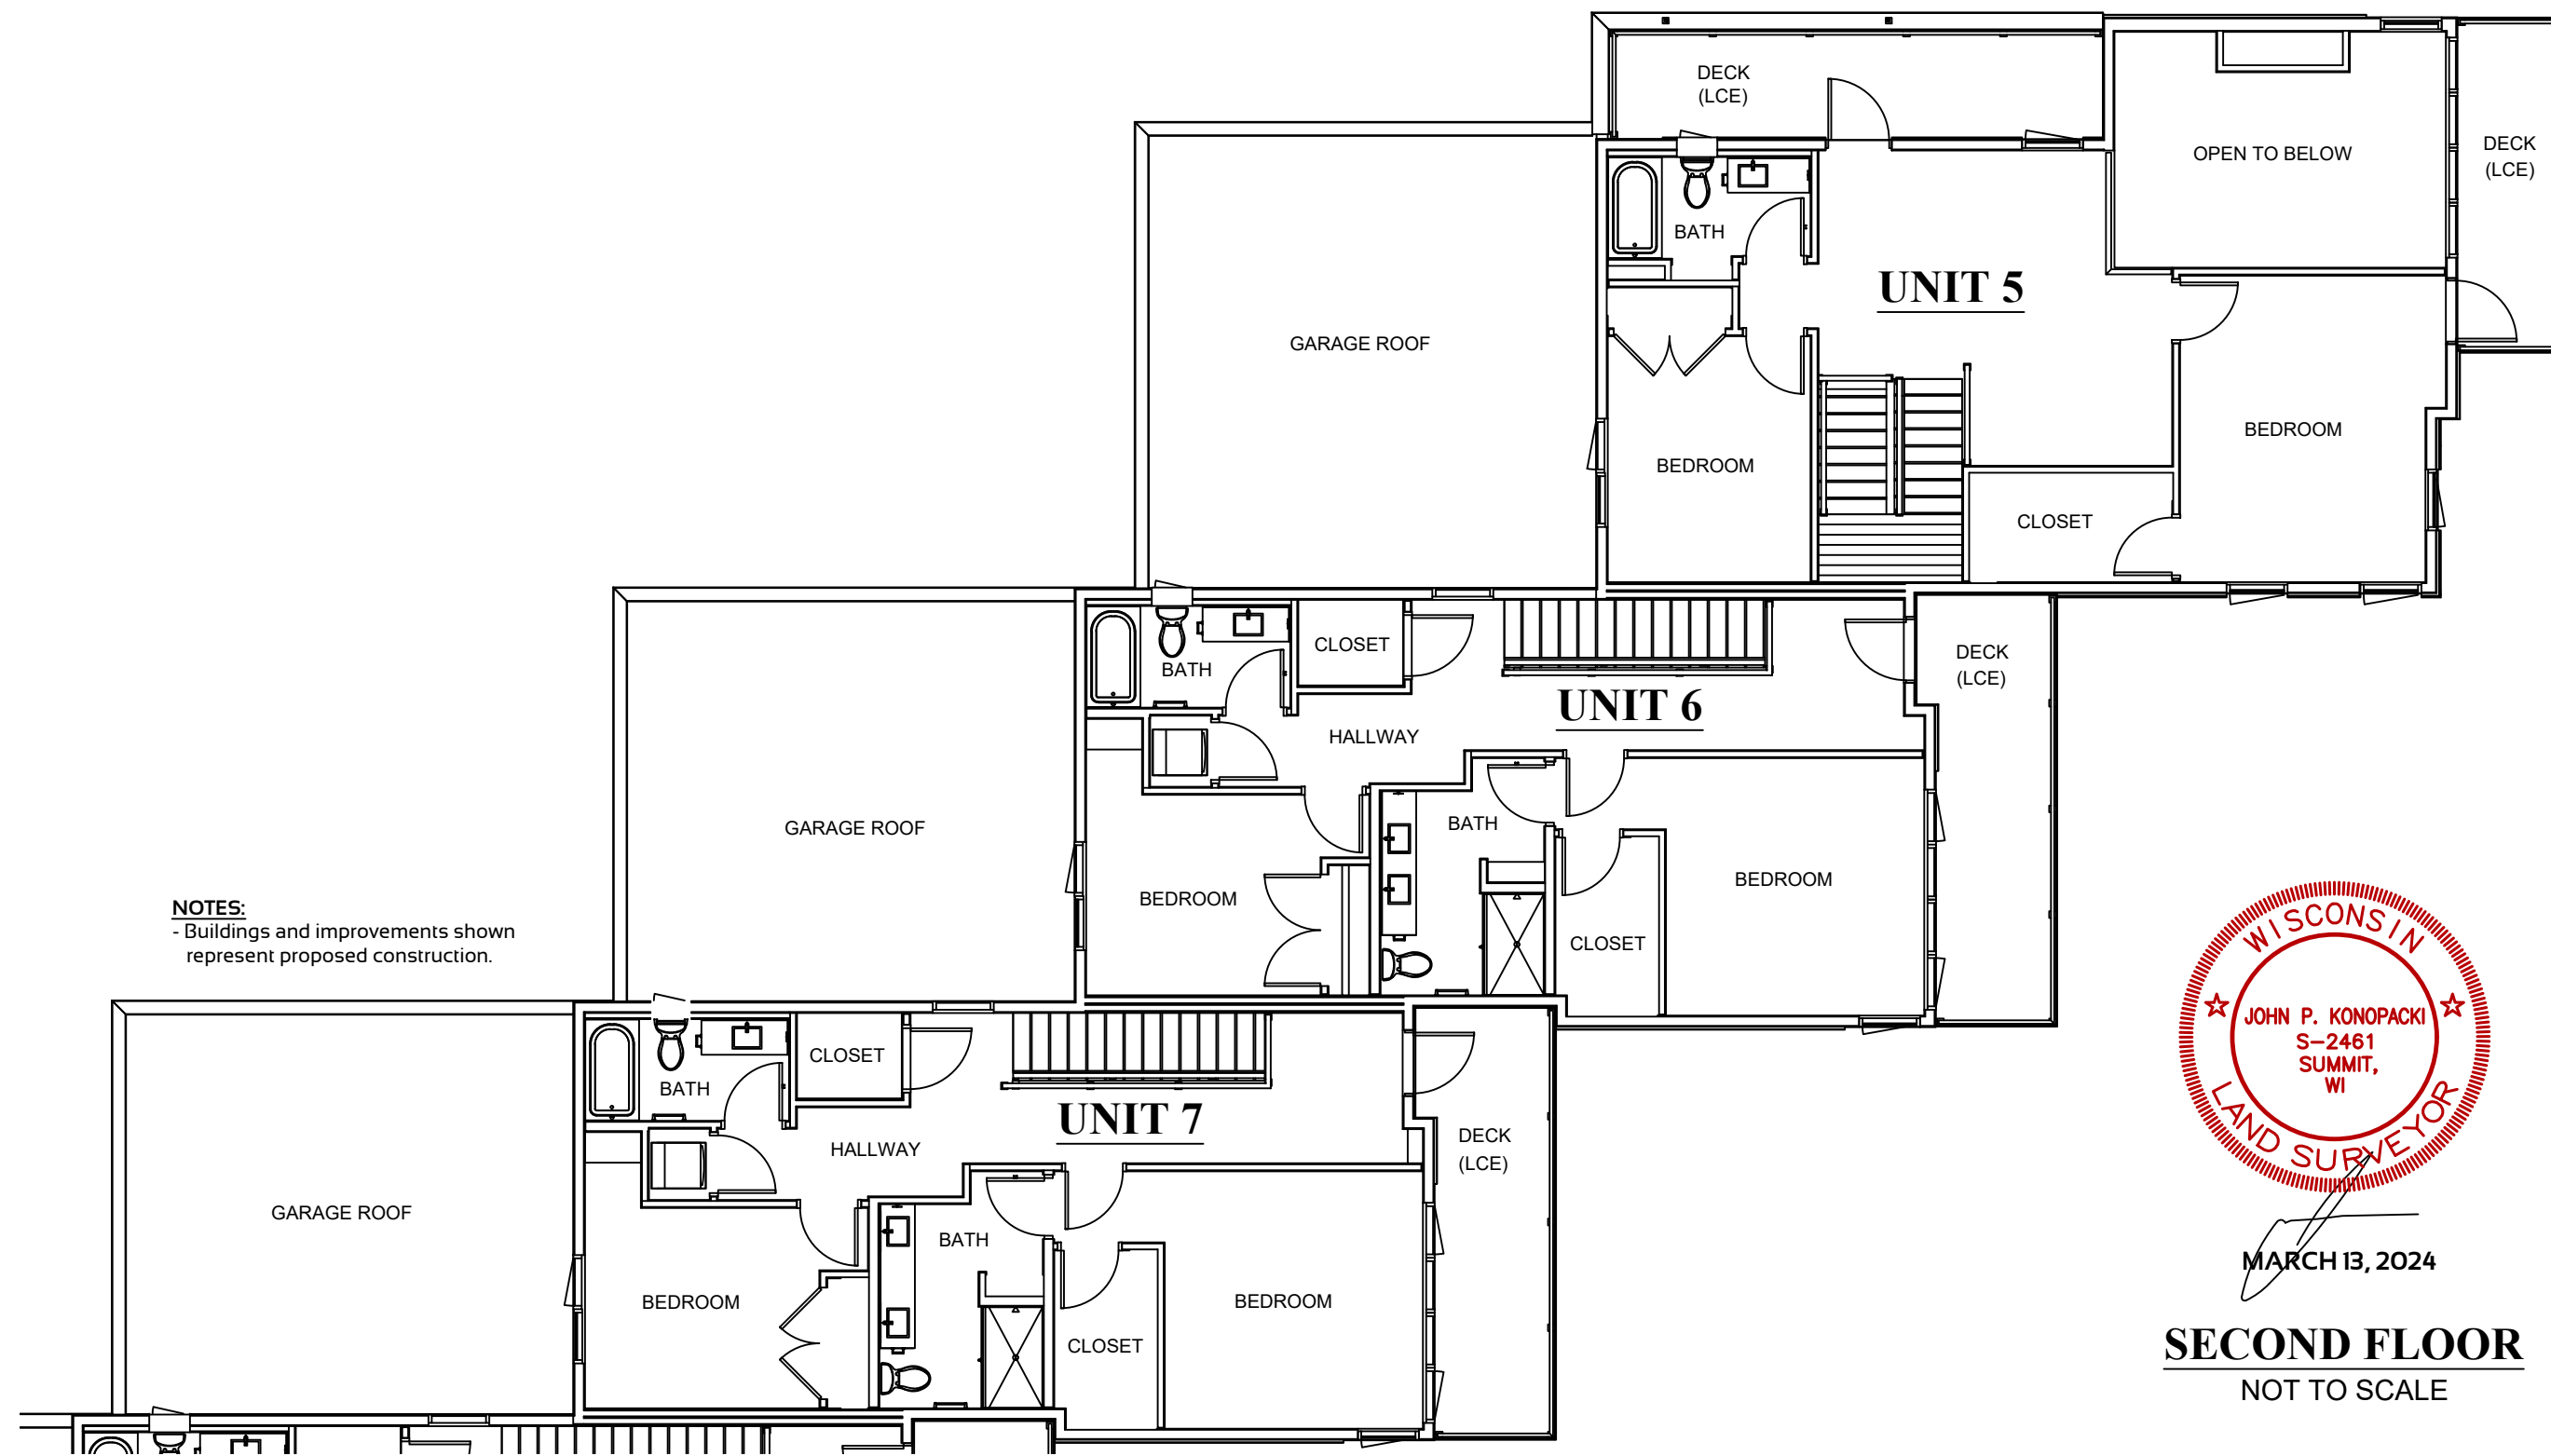 DECK
(LCE)
OPEN TO BELOW
DECK
(LCE)
BATH
UNIT 5
GARAGE ROOF
BEDROOM
BEDROOM
CLOSET
CLOSET
BATH
DECK
(LCE)
UNIT 6
HALLWAY
GARAGE ROOF
BATH
BEDROOM
BEDROOM
CLOSET
NOTES:
- Buildings and improvements shown
represent proposed construction.
CLOSET
BATH
UNIT 7
HALLWAY
DECK
(LCE)
GARAGE ROOF
BATH
BEDROOM
BEDROOM
CLOSET
WISCONSIN
JOHN P. KONOPACKI
S-2461
SUMMIT,
WI
LAND SURVEYOR
MARCH 13, 2024
SECOND FLOOR
NOT TO SCALE